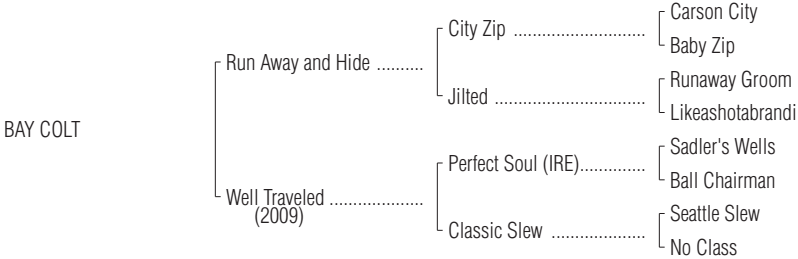 Carson City
City Zip ............................
Baby Zip
Run Away and Hide ..........
Runaway Groom
Jilted ................................
Likeashotabrandi
BAY COLT
Sadler's Wells
Perfect Soul (IRE)..............
Ball Chairman
Well Traveled ....................
(2009)
Seattle Slew
Classic Slew ....................
No Class